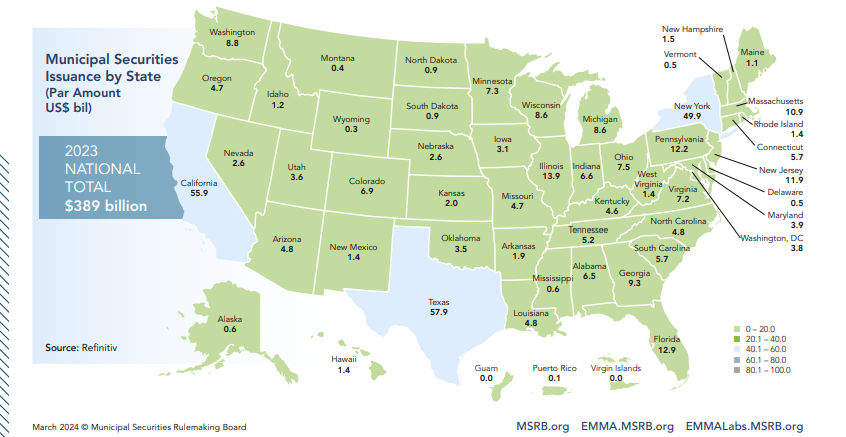 Municipal Securities
Issuance by State
(Par Amount
US$ bil)
2023
NATIONAL
TOTAL
$389 billion
Source: Refinitiv
Washington
8.8
Oregon
4.7
California
55.9
Nevada
2.6
Idaho
1.2
Montana
0.4
Wyoming
0.3
Utah
3.6
Colorado
6.9
Arizona
4.8
New Mexico
1.4
North Dakota
0.9
South Dakota
0.9
Nebraska
2.6
Kansas
2.0
Oklahoma
3.5
Texas
57.9
Minnesota
7.3
Iowa
3.1
Missouri
4.7
Arkansas
1.9
Louisiana
4.8
Wisconsin
8.6
Illinois
13.9
Michigan
8.6
Indiana
6.6
Ohio
7.5
Kentucky
4.6
Tennessee
5.2
Mississippi
0.6
Alabama
6.5
Georgia
9.3
Florida
12.9
South Carolina
5.7
North Carolina
4.8
Virginia
7.2
West
Virginia
1.4
Pennsylvania
12.2
New York
49.9
Vermont
0.5
New Hampshire
1.5
Maine
1.1
Massachusetts
10.9
Rhode Island
1.4
Connecticut
5.7
New Jersey
11.9
Delaware
0.5
Maryland
3.9
Washington, DC
3.8
Alaska
0.6
Hawaii
1.4
Guam
0.0
Puerto Rico
0.1
Virgin Islands
0.0
0 – 20.0
20.1 – 40.0
40.1 – 60.0
60.1 – 80.0
80.1 – 100.0
March 2024 © Municipal Securities Rulemaking Board
MSRB.org EMMA.MSRB.org EMMALabs.MSRB.org